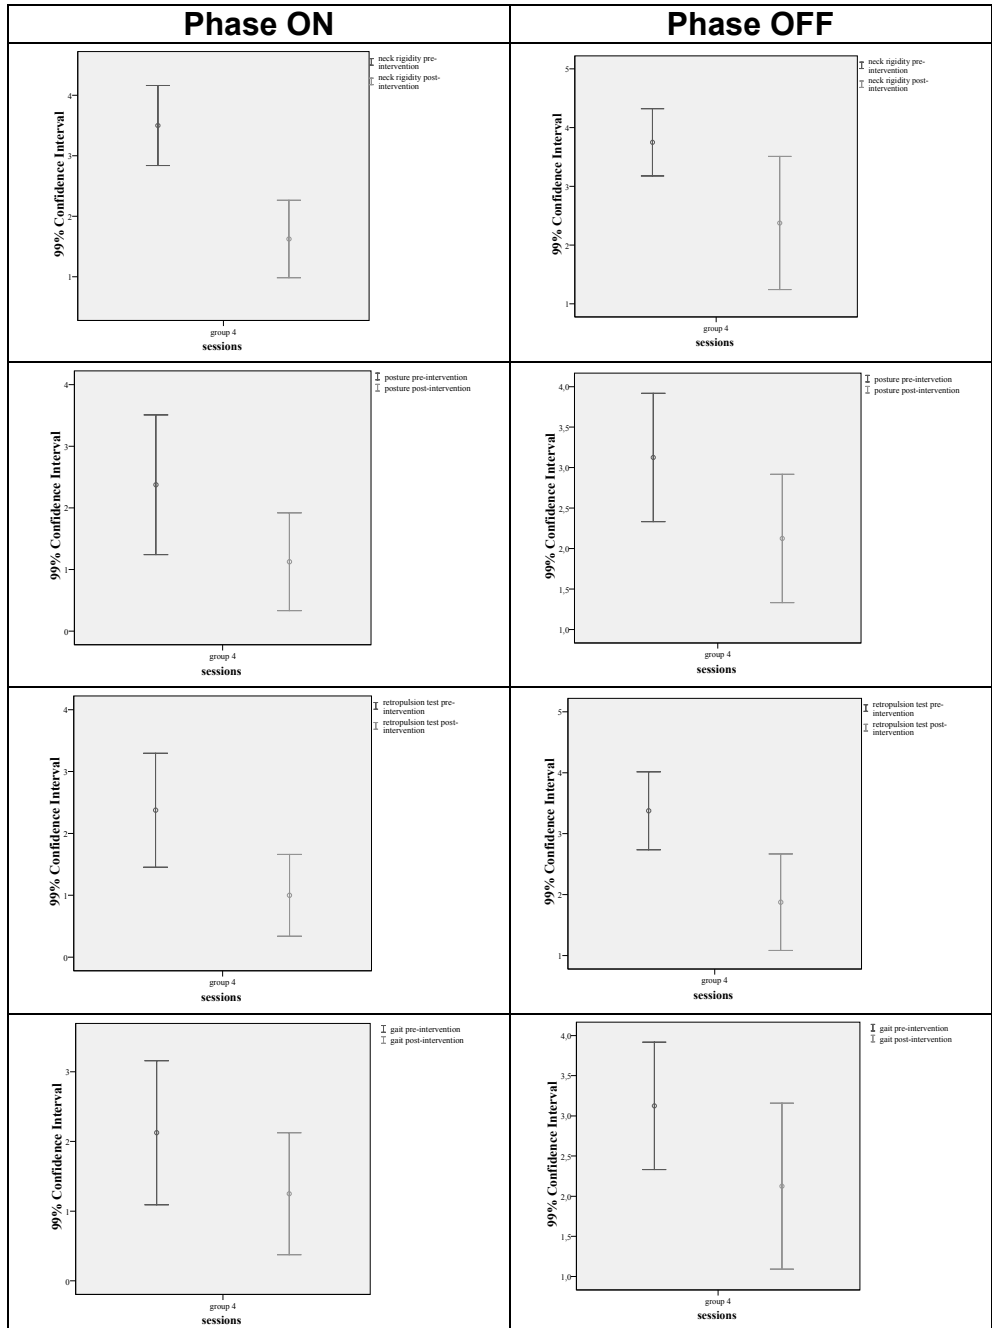 Phase ON
Phase OFF
99% Confidence Interval
4
3
2
1
group 4
sessions
neck rigidity pre-
intervention
neck rigidity post-
intervention
99% Confidence Interval
5
4
3
2
1
group 4
sessions
neck rigidity pre-
intervention
neck rigidity post-
intervention
99% Confidence Interval
4
3
2
1
0
group 4
sessions
posture pre-intervention
posture post-intervention
99% Confidence Interval
4,0
3,5
3,0
2,5
2,0
1,5
1,0
group 4
sessions
posture pre-intervetion
posture post-intervention
99% Confidence Interval
4
3
2
1
0
group 4
sessions
retropulsion test pre-
intervention
retropulsion test post-
intervention
99% Confidence Interval
5
4
3
2
1
group 4
sessions
retropulsion test pre-
intervention
retropulsion test post-
intervention
99% Confidence Interval
3
2
1
0
group 4
sessions
gait pre-intervention
gait post-intervention
99% Confidence Interval
4,0
3,5
3,0
2,5
2,0
1,5
1,0
group 4
sessions
gait pre-intervention
gait post-intervention